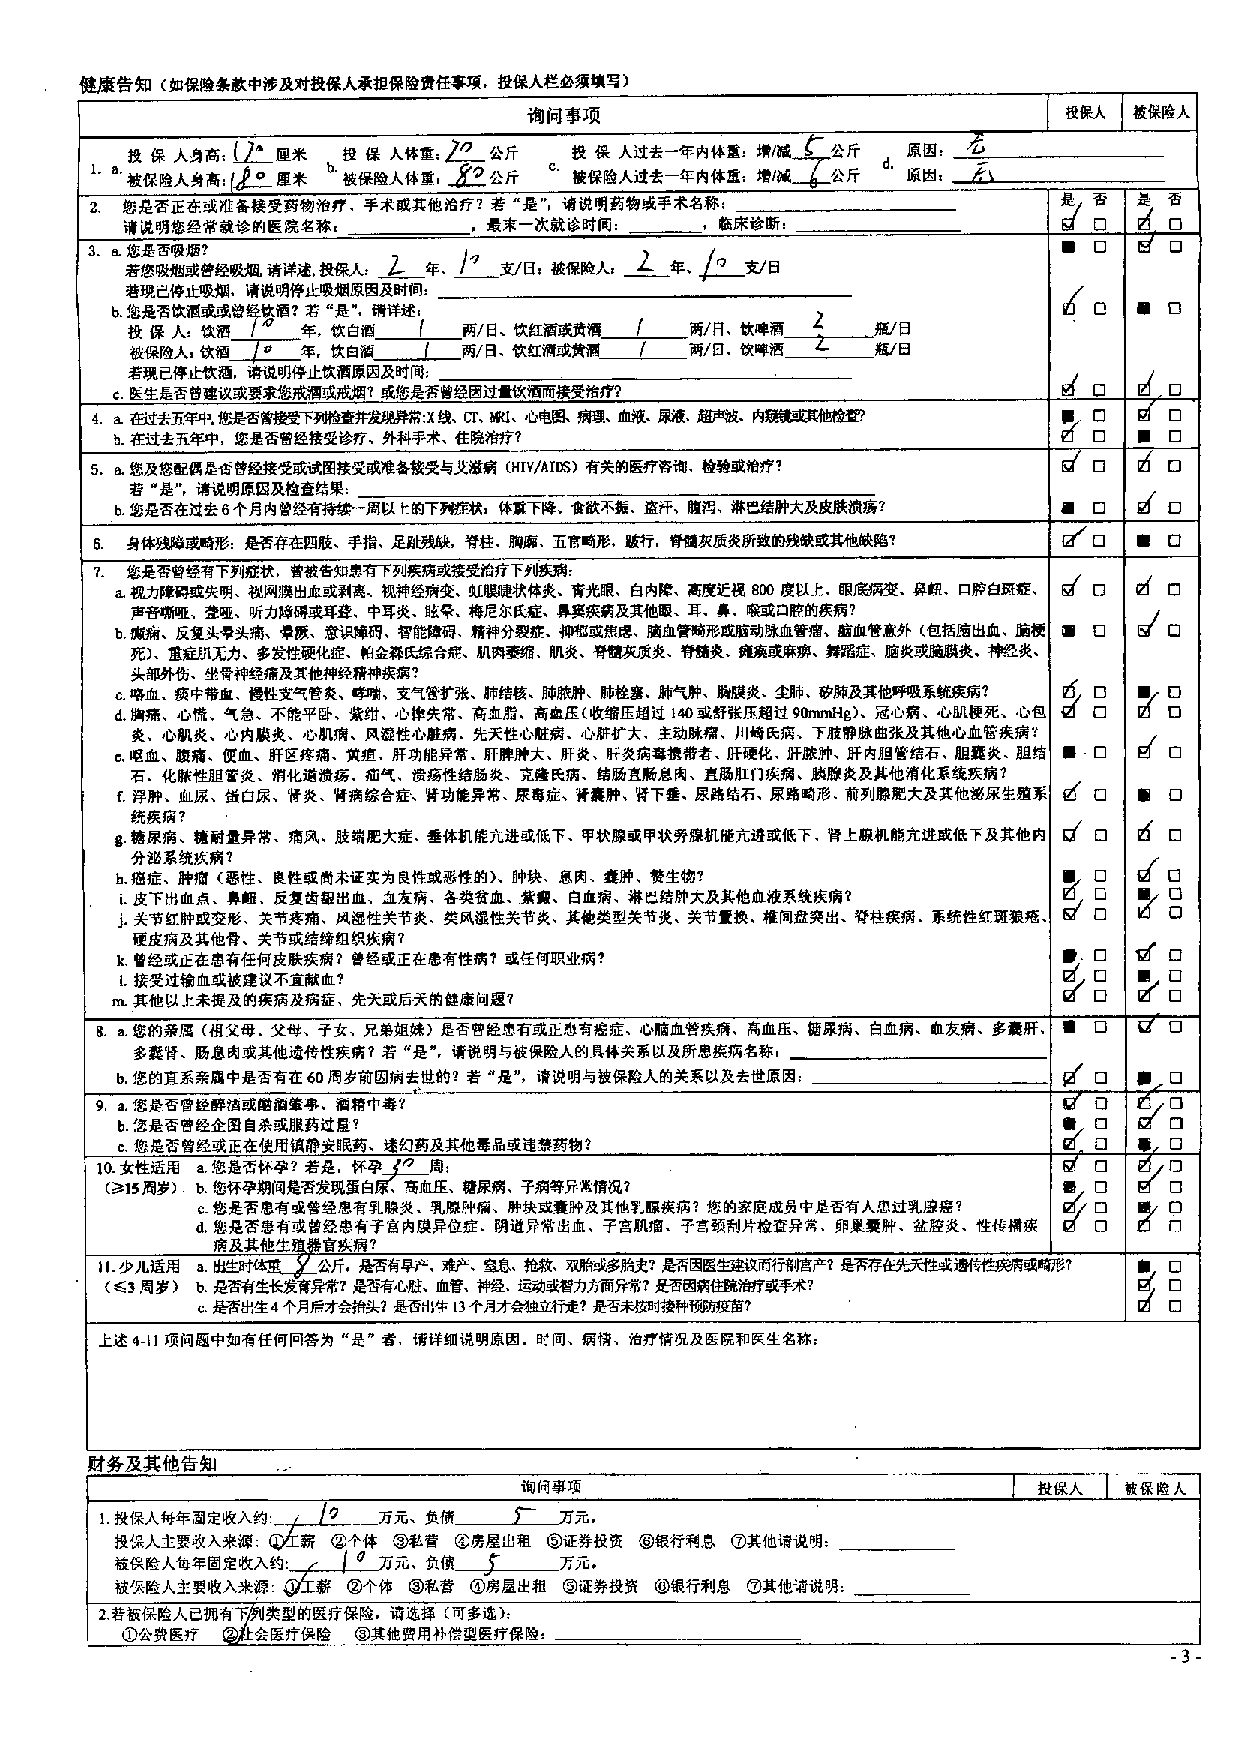 健康告知（如保险条款中涉及对投保人承担保险责任事项，投保人栏必须填写）
询问事项 投保人 被保险人
1. a. 投保人身高：170 厘米 b. 投保人体重：70 公斤 c. 投保人过去一年内体重：增/减 5 公斤 d. 原因：无
被保险人身高：180 厘米 被保险人体重：80 公斤 被保险人过去一年内体重：增/减 6 公斤 原因：无
是 否 是 否
2. 您是否正在或准备接受药物治疗、手术或其他治疗？若“是”，请说明药物或手术名称：
请说明您经常就诊的医院名称： ，最末一次就诊时间： ，临床诊断： ☑ □ ☑ □
3. a. 您是否吸烟？ ■ □ ☑ □
若您吸烟或曾经吸烟，请详述，投保人：2 年、10 支/日；被保险人：2 年、10 支/日
若现已停止吸烟，请说明停止吸烟原因及时间：
b. 您是否饮酒或或曾经饮酒？若“是”，请详述： ☑ □ ■ □
投保人：饮酒 10 年，饮白酒 1 两/日、饮红酒或黄酒 1 两/日、饮啤酒 2 瓶/日
被保险人：饮酒 10 年，饮白酒 1 两/日、饮红酒或黄酒 1 两/日、饮啤酒 2 瓶/日
若现已停止饮酒，请说明停止饮酒原因及时间：
c. 医生是否曾建议或要求您戒酒或戒烟？或您是否曾经因过量饮酒而接受治疗？ ☑ □ ☑ □
4. a. 在过去五年中，您是否曾接受下列检查并发现异常：X线、CT、MRI、心电图、病理、血液、尿液、超声波、内窥镜或其他检查？ ■ □ ☑ □
b. 在过去五年中，您是否曾经接受诊疗、外科手术、住院治疗？ ☑ □ ■ □
5. a. 您及您配偶是否曾经接受或试图接受或准备接受与艾滋病（HIV/AIDS）有关的医疗咨询、检验或治疗？ ☑ □ ☑ □
若“是”，请说明原因及检查结果：
b. 您是否在过去6个月内曾经有持续一周以上的下列症状：体重下降、食欲不振、盗汗、腹泻、淋巴结肿大及皮肤溃疡？ ■ □ ☑ □
6. 身体残障或畸形：是否存在四肢、手指、足趾残缺，脊柱、胸廓、五官畸形，跛行，脊髓灰质炎所致的残缺或其他缺陷？ ☑ □ ■ □
7. 您是否曾经有下列症状，曾被告知患有下列疾病或接受治疗下列疾病：
a. 视力障碍或失明、视网膜出血或剥离、视神经病变、虹膜睫状体炎、青光眼、白内障、高度近视 800 度以上、眼底病变、鼻衄、口腔白斑症、 ☑ □ ☑ □
声音嘶哑、聋哑、听力障碍或耳聋、中耳炎、眩晕、梅尼尔氏症、鼻窦疾病及其他眼、耳、鼻、喉或口腔的疾病？
b. 癫痫、反复头晕头痛、晕厥、意识障碍、智能障碍、精神分裂症、抑郁或焦虑、脑血管畸形或脑动脉血管瘤、脑血管意外（包括脑出血、脑梗 ■ □ ☑ □
死）、重症肌无力、多发性硬化症、帕金森氏综合症、肌肉萎缩、肌炎、脊髓灰质炎、脊髓炎、瘫痪或麻痹、舞蹈症、脑炎或脑膜炎、神经炎、
头部外伤、坐骨神经痛及其他神经精神疾病？
c. 咯血、痰中带血、慢性支气管炎、哮喘、支气管扩张、肺结核、肺脓肿、肺栓塞、肺气肿、胸膜炎、尘肺、矽肺及其他呼吸系统疾病？ ☑ □ ■ □
d. 胸痛、心慌、气急、不能平卧、紫绀、心律失常、高血脂、高血压（收缩压超过 140 或舒张压超过 90mmHg）、冠心病、心肌梗死、心包 ☑ □ ☑ □
炎、心肌炎、心内膜炎、心肌病、风湿性心脏病、先天性心脏病、心脏扩大、主动脉瘤、川崎氏病、下肢静脉曲张及其他心血管疾病？
e. 呕血、腹痛、便血、肝区疼痛、黄疸、肝功能异常、肝脾肿大、肝炎、肝炎病毒携带者、肝硬化、肝脓肿、肝内胆管结石、胆囊炎、胆结 ■ □ ☑ □
石、化脓性胆管炎、消化道溃疡、疝气、溃疡性结肠炎、克隆氏病、结肠直肠息肉、直肠肛门疾病、胰腺炎及其他消化系统疾病？
f. 浮肿、血尿、蛋白尿、肾炎、肾病综合症、肾功能异常、尿毒症、肾囊肿、肾下垂、尿路结石、尿路畸形、前列腺肥大及其他泌尿生殖系 ☑ □ ■ □
统疾病？
g. 糖尿病、糖耐量异常、痛风、肢端肥大症、垂体机能亢进或低下、甲状腺或甲状旁腺机能亢进或低下、肾上腺机能亢进或低下及其他内 ☑ □ ☑ □
分泌系统疾病？
h. 癌症、肿瘤（恶性、良性或尚未证实为良性或恶性的）、肿块、息肉、囊肿、赘生物？ ■ □ ☑ □
i. 皮下出血点、鼻衄、反复齿龈出血、血友病、各类贫血、紫癜、白血病、淋巴结肿大及其他血液系统疾病？ ☑ □ ■ □
j. 关节红肿或变形、关节疼痛、风湿性关节炎、类风湿性关节炎、其他类型关节炎、关节置换、椎间盘突出、脊柱疾病、系统性红斑狼疮、 ☑ □ ☑ □
硬皮病及其他骨、关节或结缔组织疾病？
k. 曾经或正在患有任何皮肤疾病？曾经或正在患有性病？或任何职业病？ ■ □ ☑ □
l. 接受过输血或被建议不宜献血？ ☑ □ ■ □
m. 其他以上未提及的疾病及病症、先天或后天的健康问题？ ☑ □ ☑ □
8. a. 您的亲属（祖父母、父母、子女、兄弟姐妹）是否曾经患有或正患有癌症、心脑血管疾病、高血压、糖尿病、白血病、血友病、多囊肝、 ■ □ ☑ □
多囊肾、肠息肉或其他遗传性疾病？若“是”，请说明与被保险人的具体关系以及所患疾病名称：
b. 您的直系亲属中是否有在 60 周岁前因病去世的？若“是”，请说明与被保险人的关系以及去世原因： ☑ □ ■ □
9. a. 您是否曾经醉酒或酗酒肇事、酒精中毒？ ☑ □ ☑ □
b. 您是否曾经企图自杀或服药过量？ ■ □ ☑ □
c. 您是否曾经或正在使用镇静安眠药、迷幻药及其他毒品或违禁药物？ ☑ □ ■ □
10. 女性适用 a. 您是否怀孕？若是，怀孕 30 周； ☑ □ ☑ □
（≥15周岁） b. 您怀孕期间是否发现蛋白尿、高血压、糖尿病、子痫等异常情况？ ■ □ ☑ □
c. 您是否患有或曾经患有乳腺炎、乳腺肿瘤、肿块或囊肿及其他乳腺疾病？您的家庭成员中是否有人患过乳腺癌？ ☑ □ ■ □
d. 您是否患有或曾经患有子宫内膜异位症、阴道异常出血、子宫肌瘤、子宫颈刮片检查异常、卵巢囊肿、盆腔炎、性传播疾 ☑ □ ☑ □
病及其他生殖器官疾病？
11. 少儿适用 a. 出生时体重 8 公斤，是否有早产、难产、窒息、抢救、双胎或多胎史？是否因医生建议而行剖宫产？是否存在先天性或遗传性疾病或畸形？ ■ □
（≤3 周岁） b. 是否有生长发育异常？是否有心脏、血管、神经、运动或智力方面异常？是否因病住院治疗或手术？ ☑ □
c. 是否出生4个月后才会抬头？是否出生13个月才会独立行走？是否未按时接种预防疫苗？ ☑ □
上述 4-11 项问题中如有任何回答为“是”者，请详细说明原因、时间、病情、治疗情况及医院和医生名称：
财务及其他告知
询问事项 投保人 被保险人
1. 投保人每年固定收入约：10 万元、负债 5 万元。
投保人主要收入来源：①工薪 ②个体 ③私营 ④房屋出租 ⑤证券投资 ⑥银行利息 ⑦其他请说明：
被保险人每年固定收入约：10 万元、负债 5 万元。
被保险人主要收入来源：①工薪 ②个体 ③私营 ④房屋出租 ⑤证券投资 ⑥银行利息 ⑦其他请说明：
2. 若被保险人已拥有下列类型的医疗保险，请选择（可多选）：
①公费医疗 ②社会医疗保险 ③其他费用补偿型医疗保险：
- 3 -